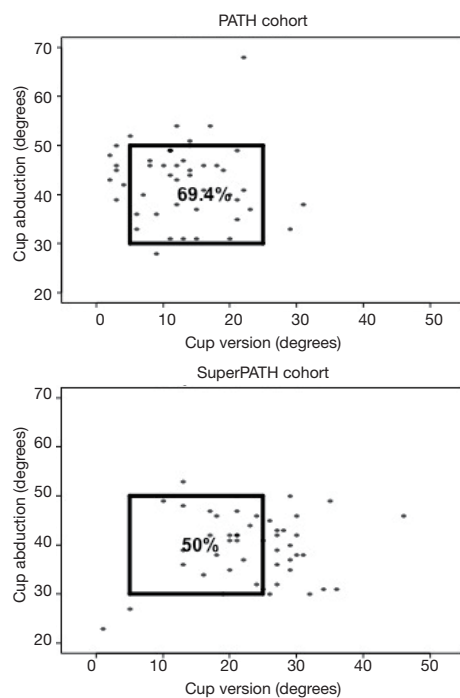 PATH cohort
70
60
50
40
30
20
Cup abduction (degrees)
69.4%
0 10 20 30 40 50
Cup version (degrees)
SuperPATH cohort
70
60
50
40
30
20
Cup abduction (degrees)
50%
0 10 20 30 40 50
Cup version (degrees)